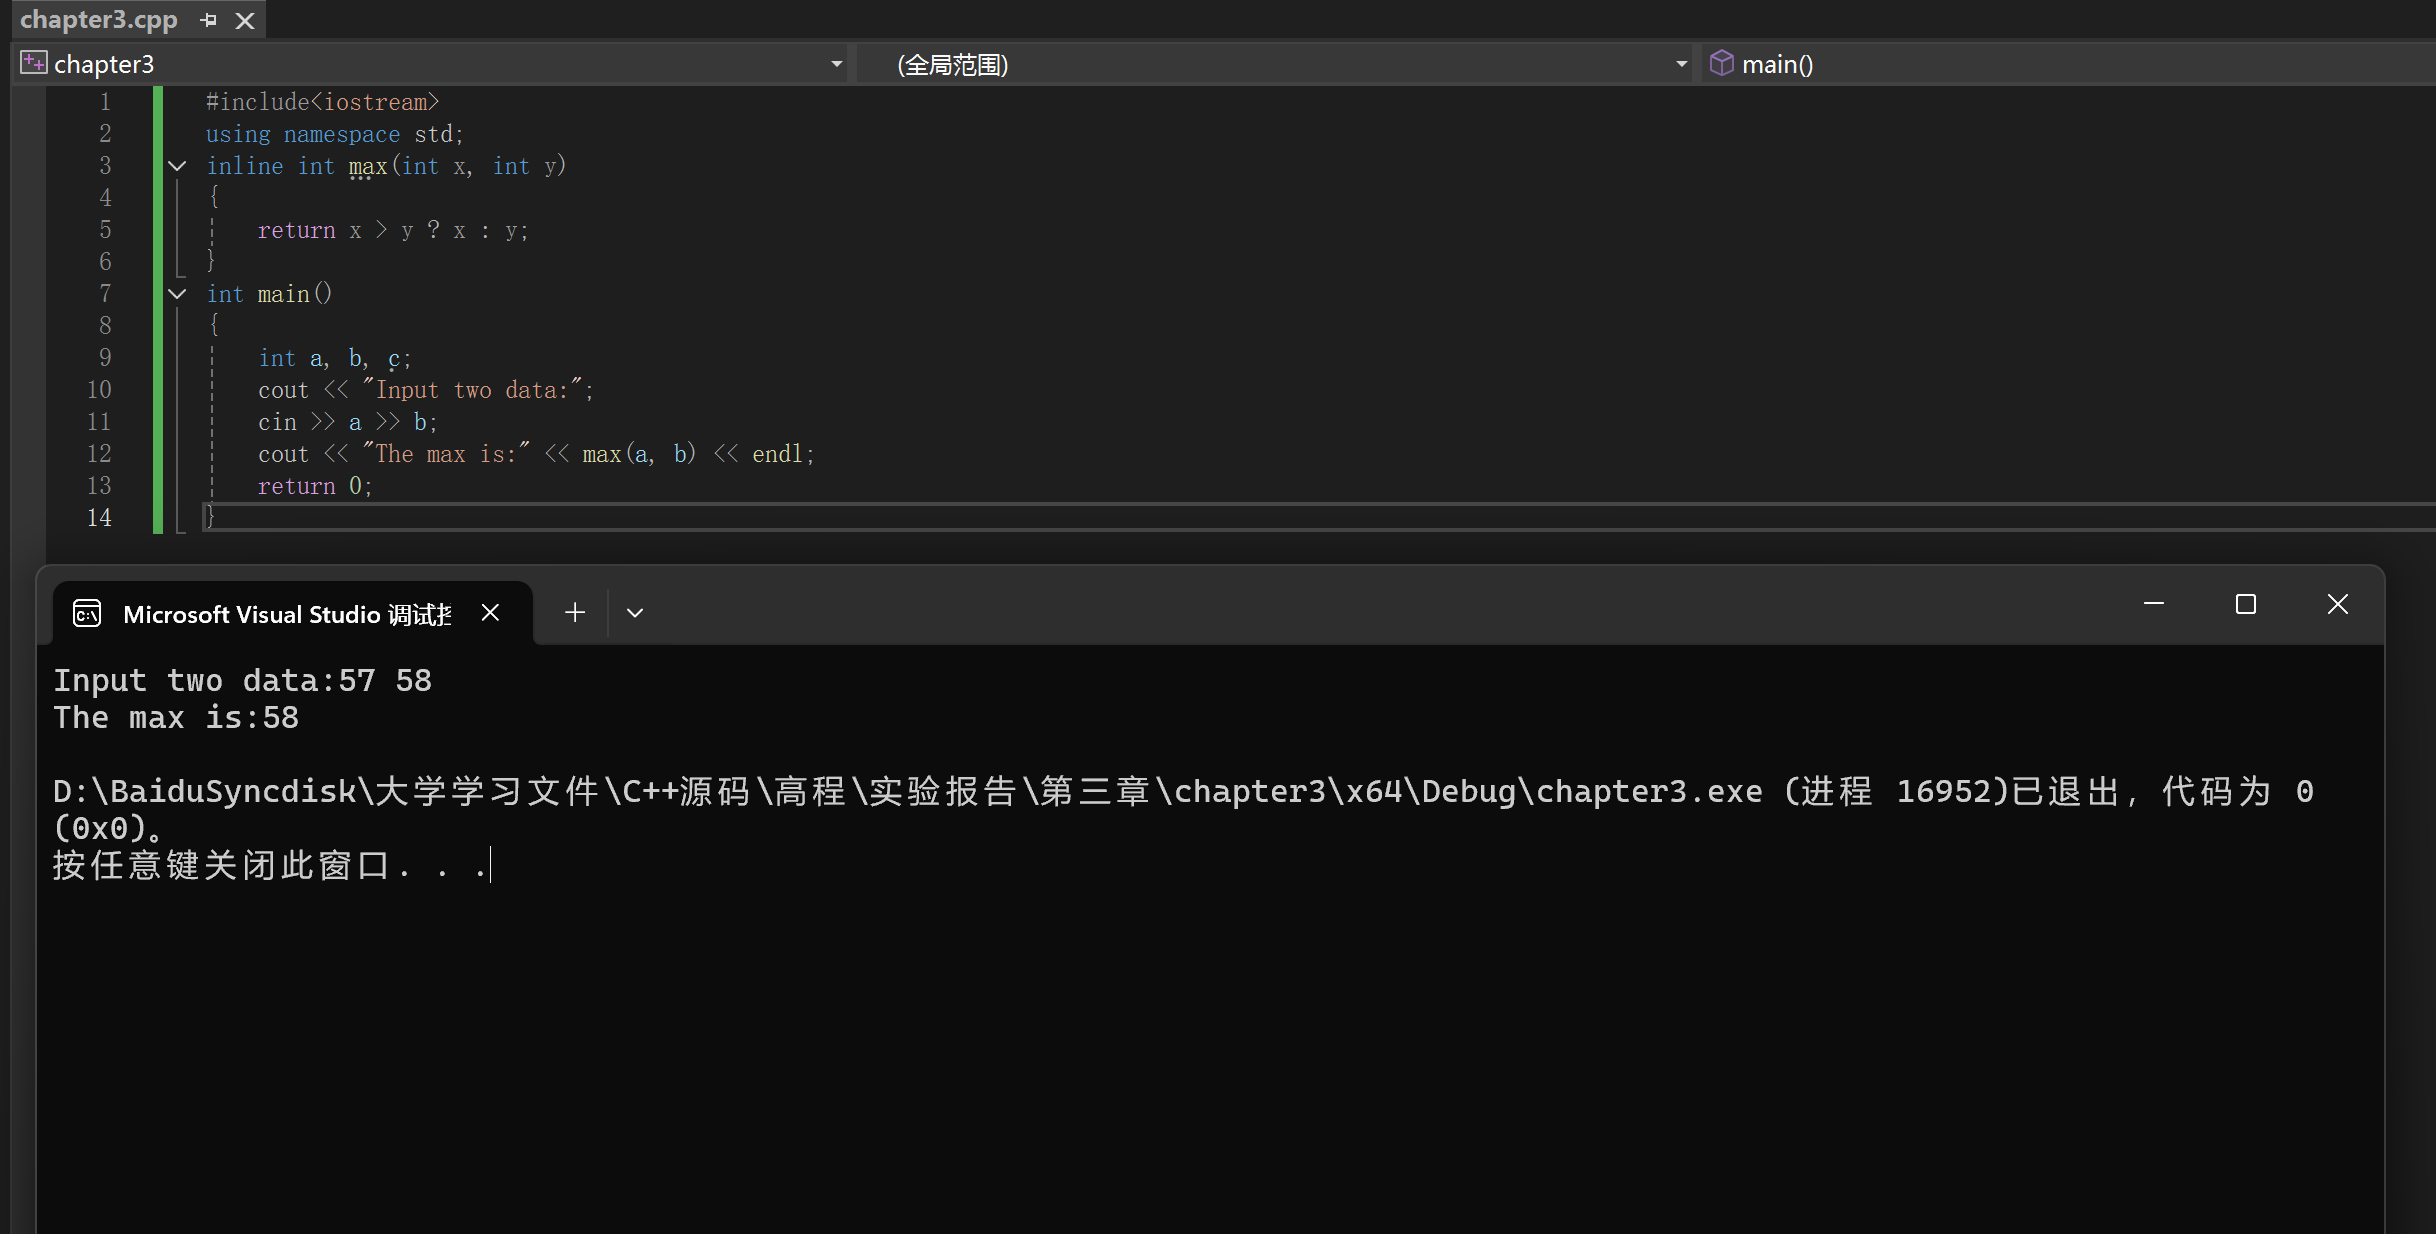 chapter3.cpp
chapter3
(全局范围)
main()
1 #include<iostream>
2 using namespace std;
3 inline int max(int x, int y)
4 {
5 return x > y ? x : y;
6 }
7 int main()
8 {
9 int a, b, c;
10 cout << "Input two data:";
11 cin >> a >> b;
12 cout << "The max is:" << max(a, b) << endl;
13 return 0;
14 }
Microsoft Visual Studio 调试
Input two data:57 58
The max is:58
D:\BaiduSyncdisk\大学学习文件\C++源码\高程\实验报告\第三章\chapter3\x64\Debug\chapter3.exe (进程 16952)已退出，代码为 0
(0x0)。
按任意键关闭此窗口. . .